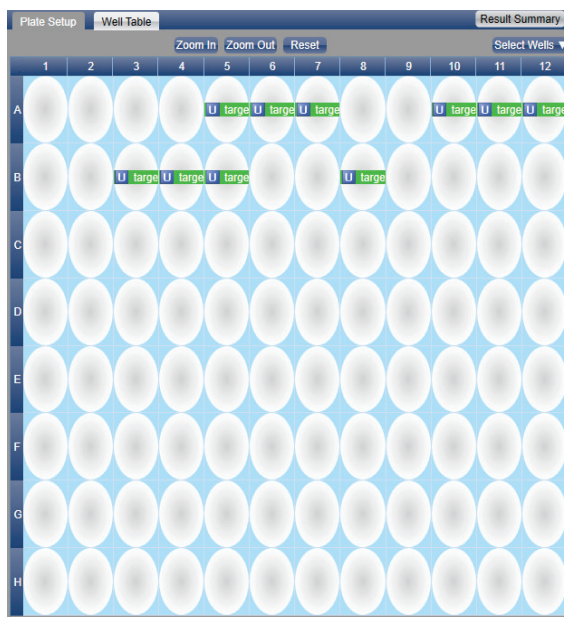 Plate Setup Well Table Result Summary
Zoom In Zoom Out Reset Select Wells ▼
1 2 3 4 5 6 7 8 9 10 11 12
A U targe U targe U targe U targe U targe U targe
B U targe U targe U targe U targe
C
D
E
F
G
H